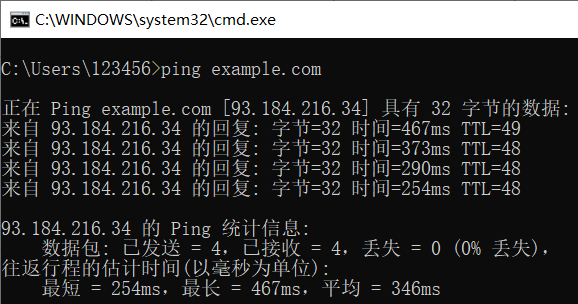 C:\WINDOWS\system32\cmd.exe
C:\Users\123456>ping example.com
正在 Ping example.com [93.184.216.34] 具有 32 字节的数据:
来自 93.184.216.34 的回复: 字节=32 时间=467ms TTL=49
来自 93.184.216.34 的回复: 字节=32 时间=373ms TTL=48
来自 93.184.216.34 的回复: 字节=32 时间=290ms TTL=48
来自 93.184.216.34 的回复: 字节=32 时间=254ms TTL=48
93.184.216.34 的 Ping 统计信息:
数据包: 已发送 = 4，已接收 = 4，丢失 = 0 (0% 丢失)，
往返行程的估计时间(以毫秒为单位):
最短 = 254ms，最长 = 467ms，平均 = 346ms